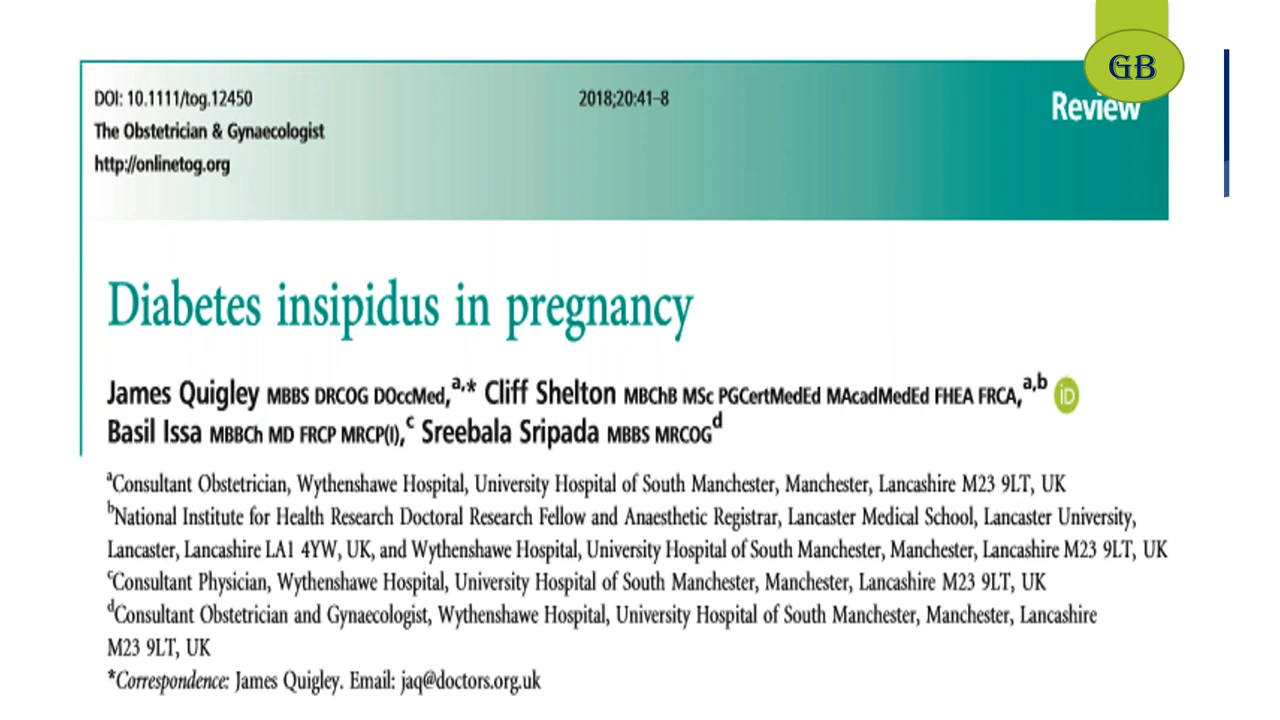 GB
DOI: 10.1111/tog.12450
2018;20:41–8
Review
The Obstetrician & Gynaecologist
http://onlinetog.org
Diabetes insipidus in pregnancy
James Quigley MBBS DRCOG DOccMed,a,* Cliff Shelton MBChB MSc PGCertMedEd MAcadMedEd FHEA FRCA,a,b iD
Basil Issa MBBCh MD FRCP MRCP(I),c Sreebala Sripada MBBS MRCOGd
aConsultant Obstetrician, Wythenshawe Hospital, University Hospital of South Manchester, Manchester, Lancashire M23 9LT, UK
bNational Institute for Health Research Doctoral Research Fellow and Anaesthetic Registrar, Lancaster Medical School, Lancaster University,
Lancaster, Lancashire LA1 4YW, UK, and Wythenshawe Hospital, University Hospital of South Manchester, Manchester, Lancashire M23 9LT, UK
cConsultant Physician, Wythenshawe Hospital, University Hospital of South Manchester, Manchester, Lancashire M23 9LT, UK
dConsultant Obstetrician and Gynaecologist, Wythenshawe Hospital, University Hospital of South Manchester, Manchester, Lancashire
M23 9LT, UK
*Correspondence: James Quigley. Email: jaq@doctors.org.uk